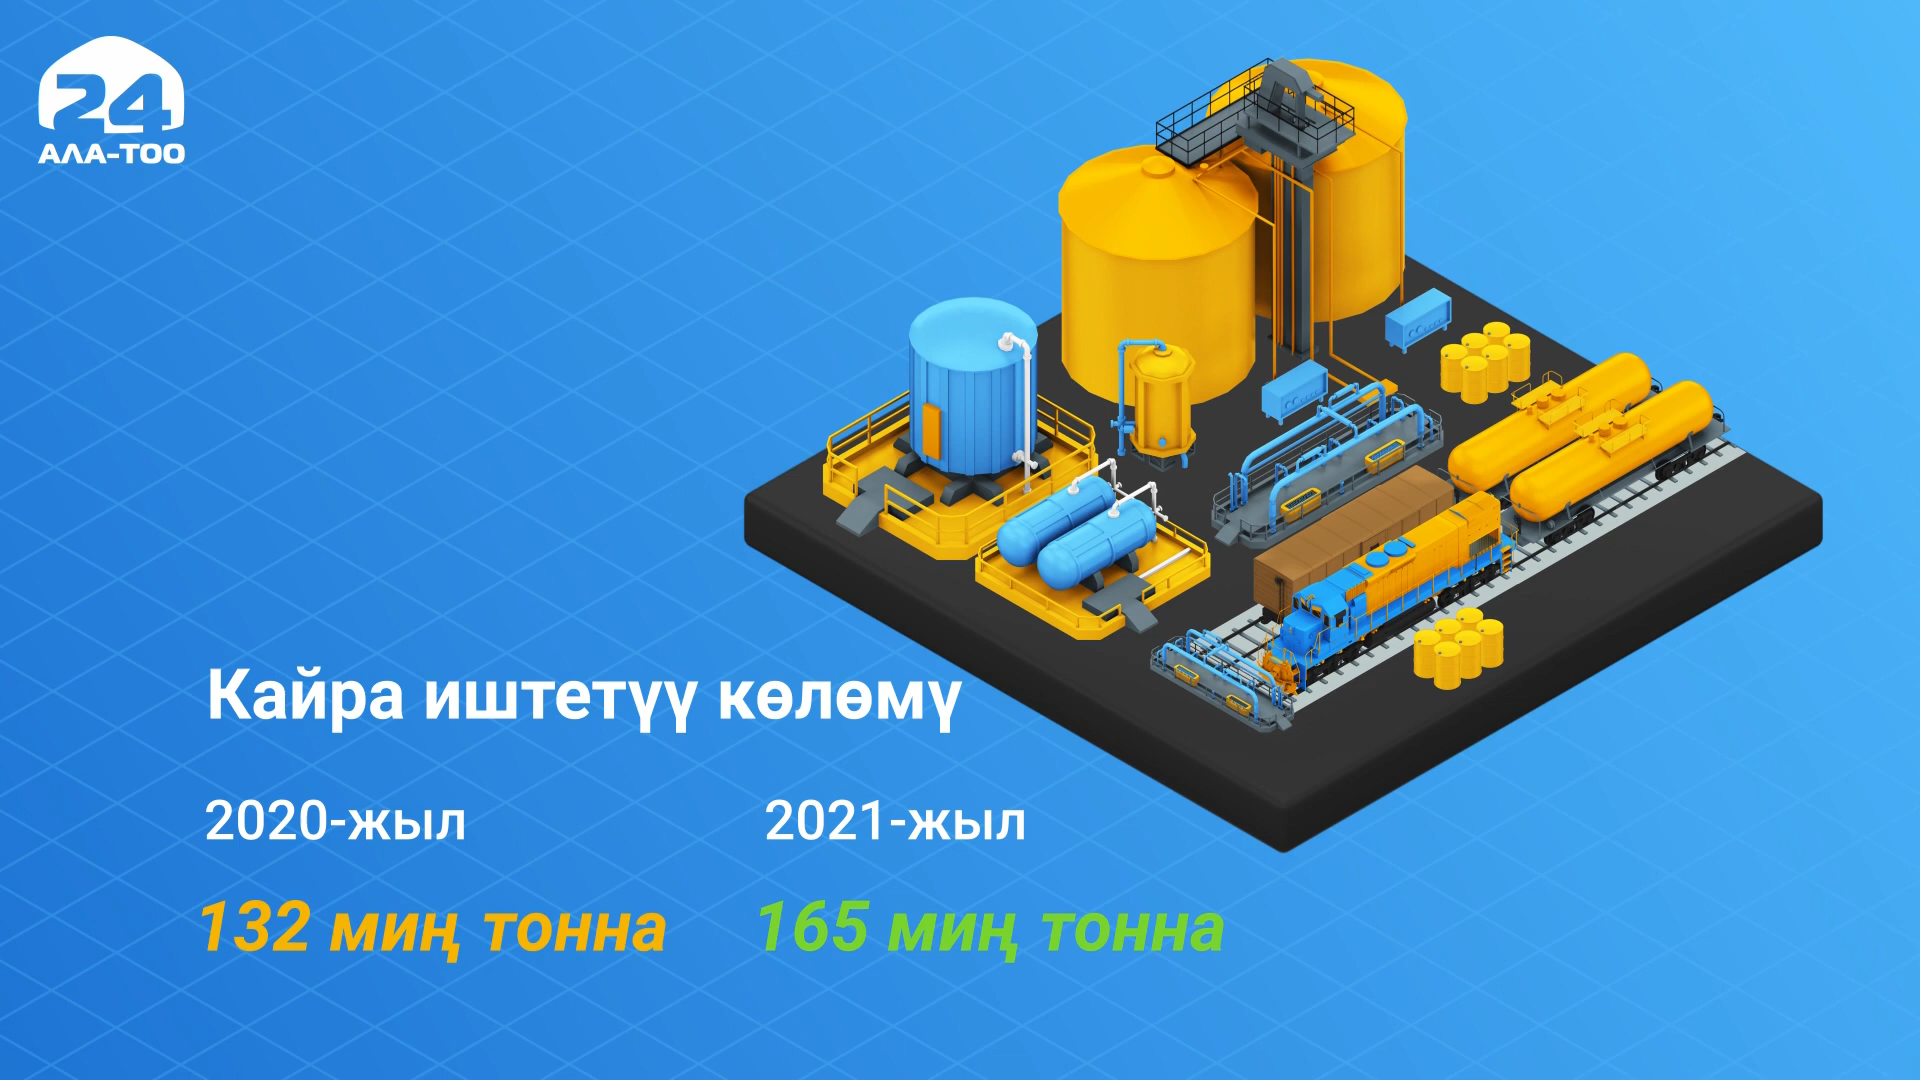 24
АЛА-ТОО
Кайра иштетүү көлөмү
2020-жыл
2021-жыл
132 миң тонна
165 миң тонна